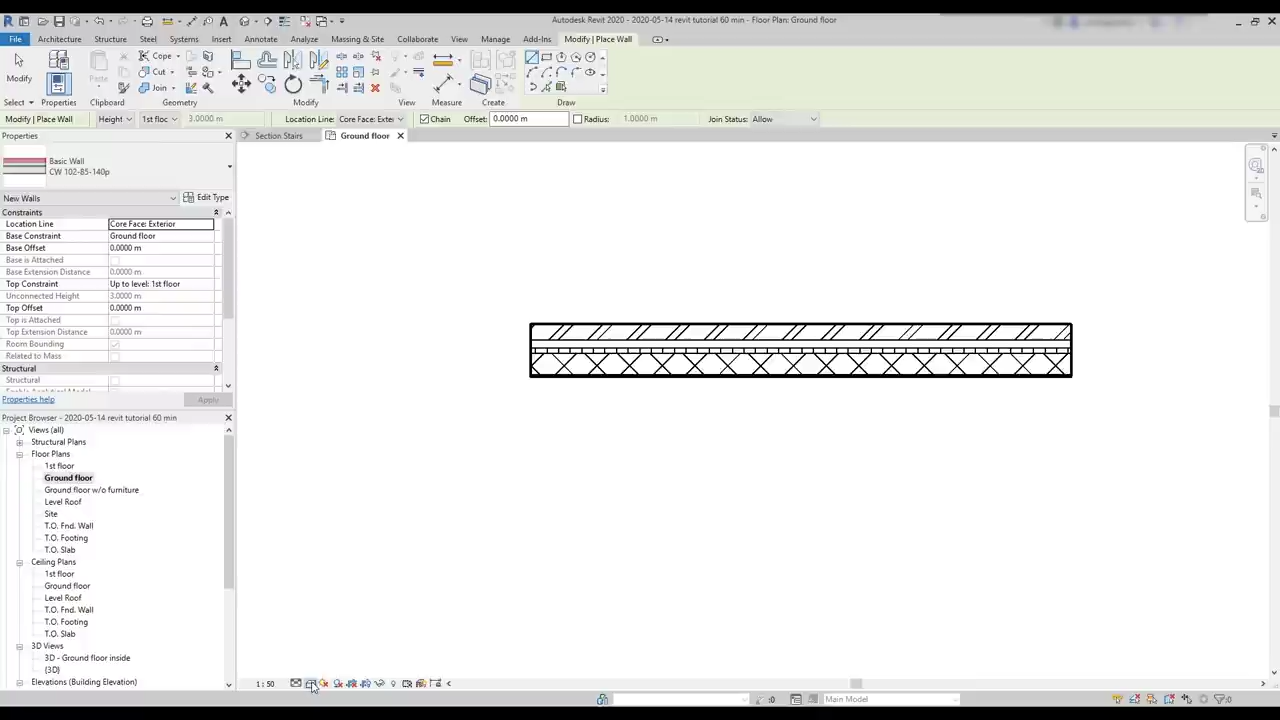 Autodesk Revit 2020 - 2020-05-14 revit tutorial 60 min - Floor Plan: Ground floor
File Architecture Structure Steel Systems Insert Annotate Analyze Massing & Site Collaborate View Manage Add-Ins Modify | Place Wall
Modify Paste Cope Cut Join
Select Properties Clipboard Geometry Modify View Measure Create Draw
Modify | Place Wall Height 1st floc 3.0000 m Location Line: Core Face: Exte Chain Offset: 0.0000 m Radius: 1.0000 m Join Status: Allow
Properties
Section Stairs Ground floor
Basic Wall
CW 102-85-140p
New Walls Edit Type
Constraints
Location Line Core Face: Exterior
Base Constraint Ground floor
Base Offset 0.0000 m
Base is Attached
Base Extension Distance 0.0000 m
Top Constraint Up to level: 1st floor
Unconnected Height 3.0000 m
Top Offset 0.0000 m
Top is Attached
Top Extension Distance 0.0000 m
Room Bounding
Related to Mass
Structural
Structural
Properties help Apply
Project Browser - 2020-05-14 revit tutorial 60 min
Views (all)
Structural Plans
Floor Plans
1st floor
Ground floor
Ground floor w/o furniture
Level Roof
Site
T.O. Fnd. Wall
T.O. Footing
T.O. Slab
Ceiling Plans
1st floor
Ground floor
Level Roof
T.O. Fnd. Wall
T.O. Footing
T.O. Slab
3D Views
3D - Ground floor inside
{3D}
Elevations (Building Elevation)
1 : 50
:0 Main Model :0